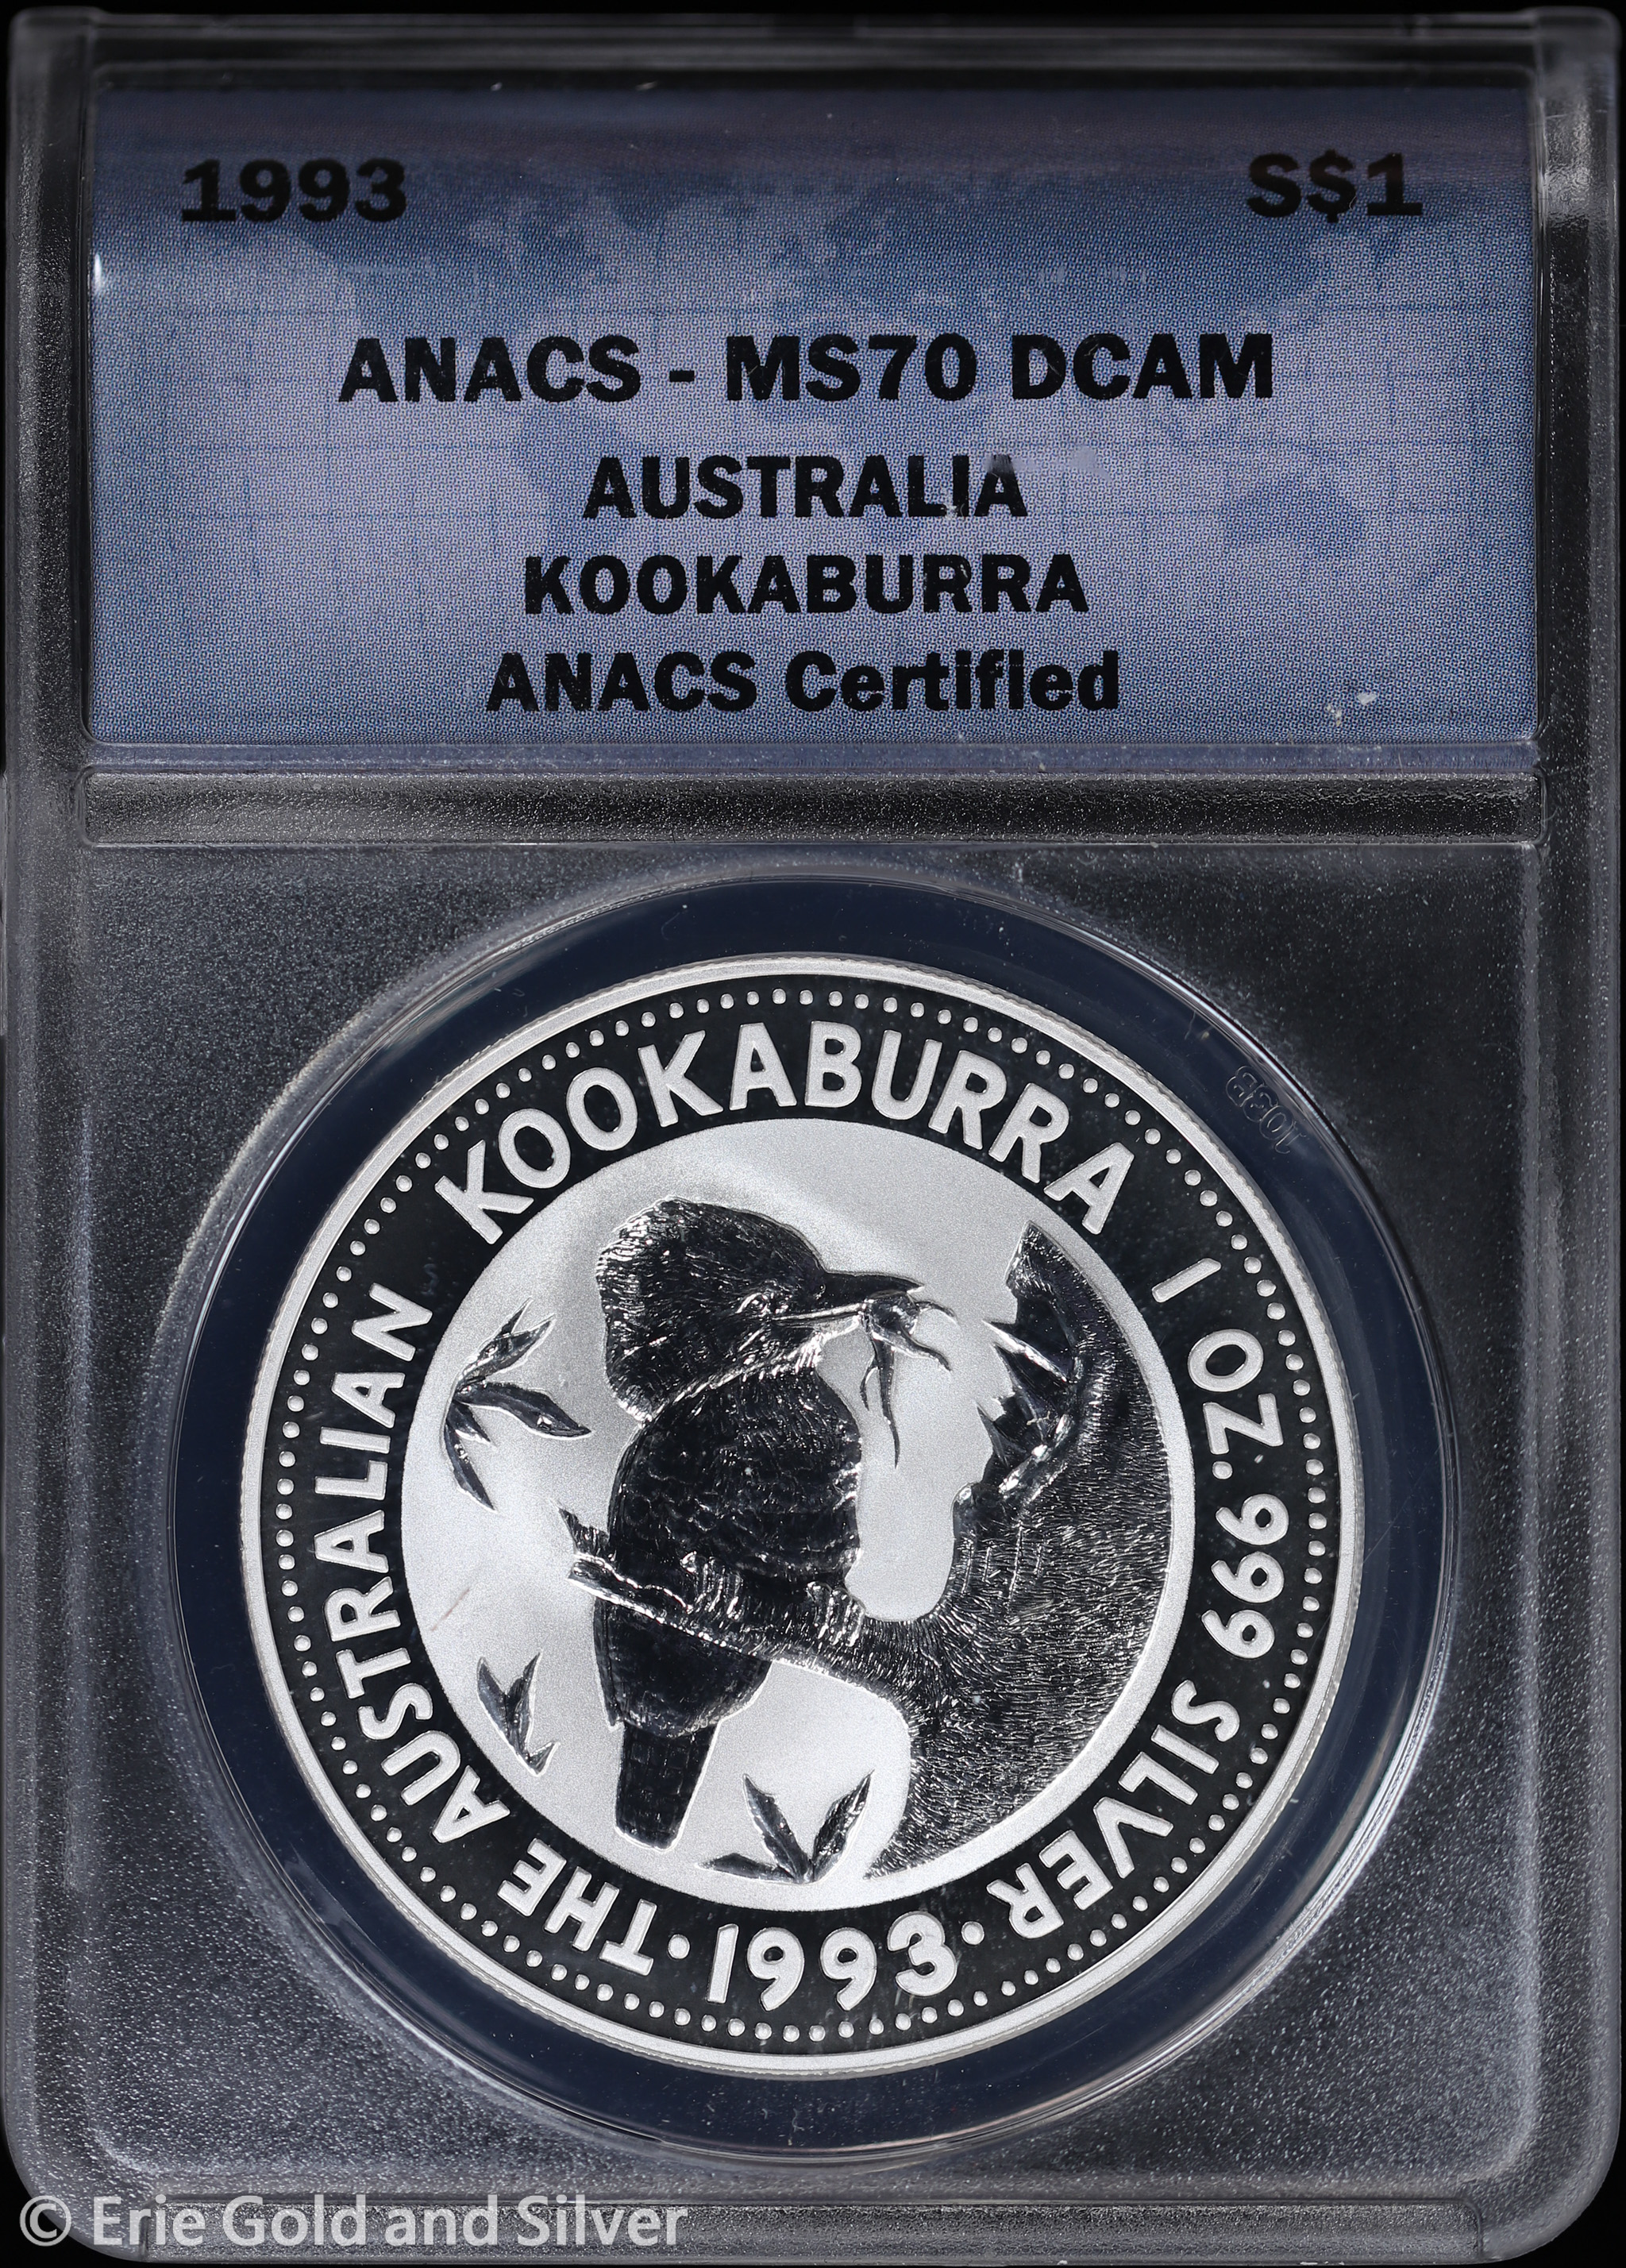 1993 S$1
ANACS - MS70 DCAM
AUSTRALIA
KOOKABURRA
ANACS Certified
THE AUSTRALIAN KOOKABURRA 1 OZ. 999 SILVER
· 1993 ·
103B
© Erie Gold and Silver